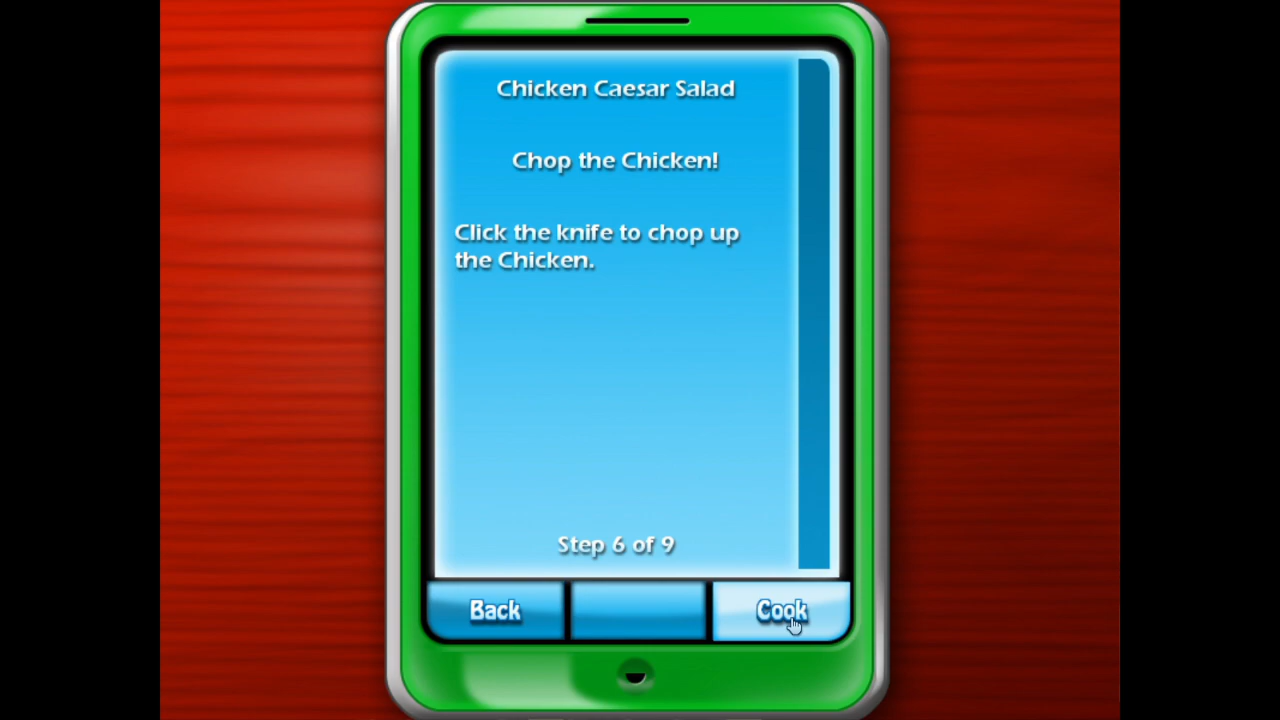 Chicken Caesar Salad
Chop the Chicken!
Click the knife to chop up
the Chicken.
Step 6 of 9
Back
Cook